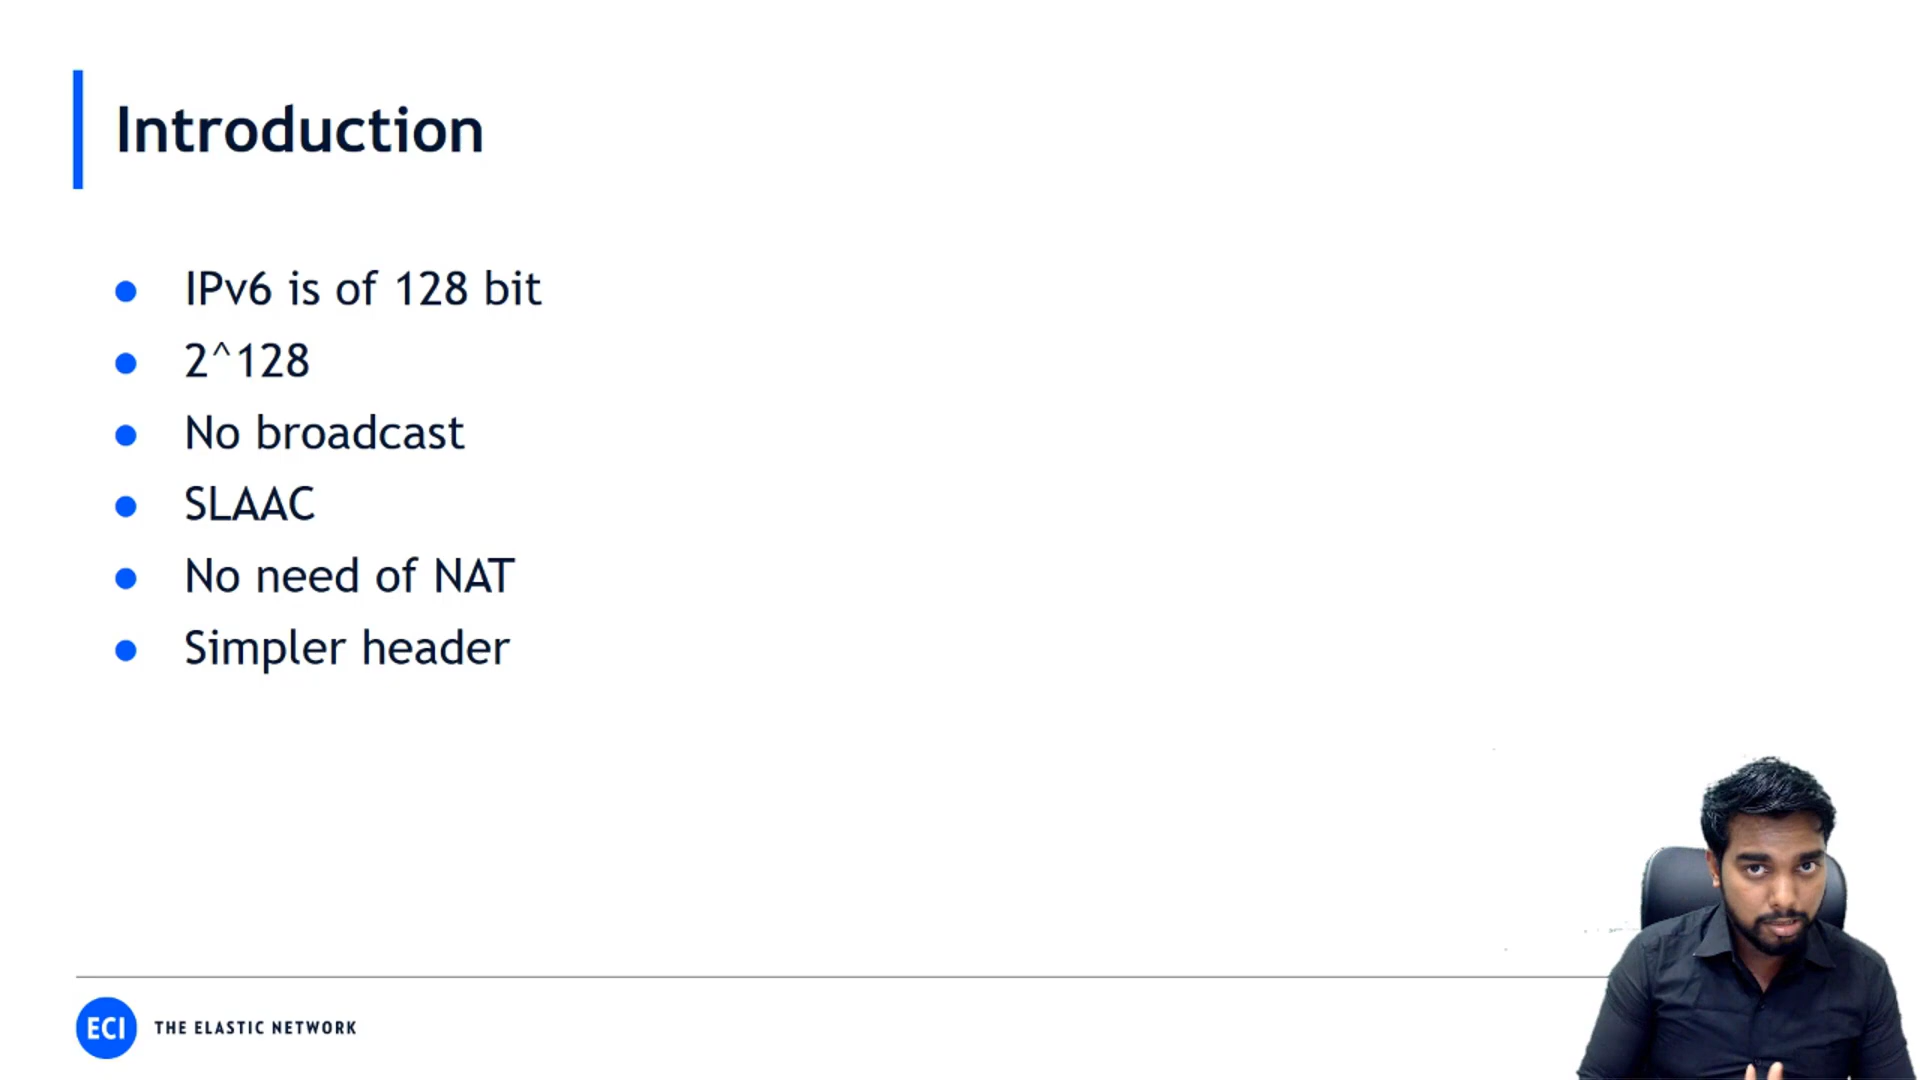 Introduction
IPv6 is of 128 bit
2^128
No broadcast
SLAAC
No need of NAT
Simpler header
ECI THE ELASTIC NETWORK